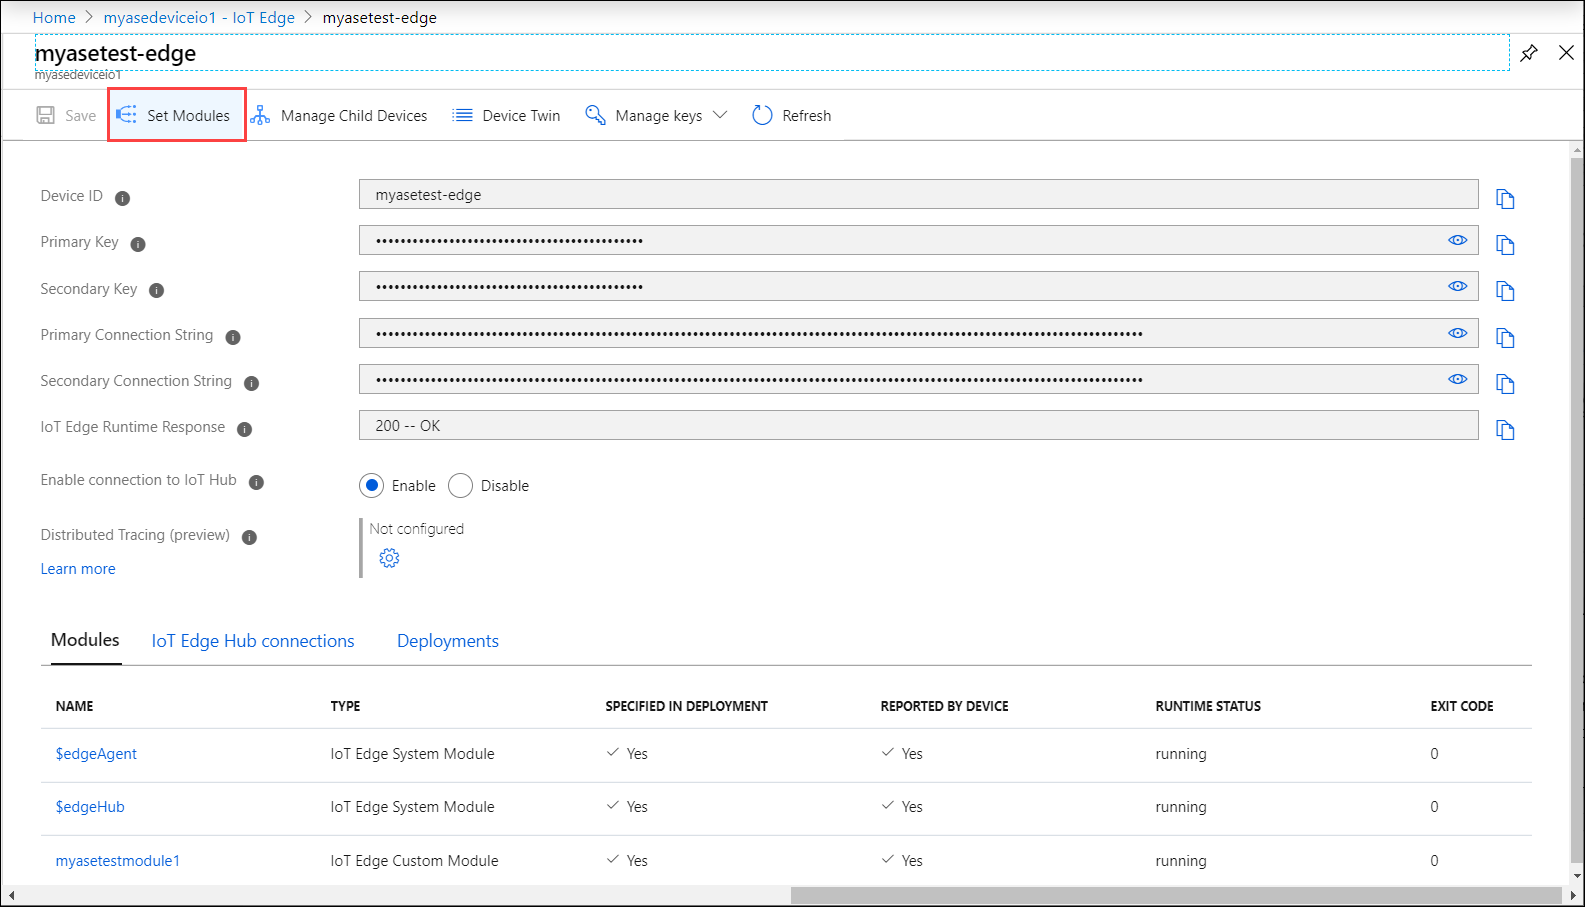 Home > myasedeviceio1 - IoT Edge > myasetest-edge
myasetest-edge
myasedeviceio1
Save Set Modules Manage Child Devices Device Twin Manage keys Refresh
Device ID myasetest-edge
Primary Key
Secondary Key
Primary Connection String
Secondary Connection String
IoT Edge Runtime Response 200 -- OK
Enable connection to IoT Hub Enable Disable
Distributed Tracing (preview) Not configured
Learn more
Modules IoT Edge Hub connections Deployments
NAME TYPE SPECIFIED IN DEPLOYMENT REPORTED BY DEVICE RUNTIME STATUS EXIT CODE
$edgeAgent IoT Edge System Module Yes Yes running 0
$edgeHub IoT Edge System Module Yes Yes running 0
myasetestmodule1 IoT Edge Custom Module Yes Yes running 0